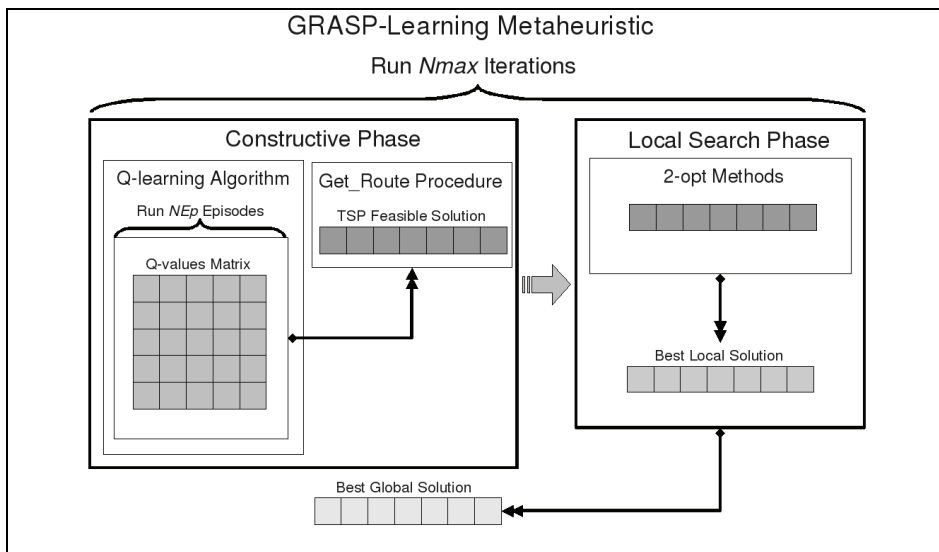 GRASP-Learning Metaheuristic
Run Nmax Iterations
Constructive Phase
Q-learning Algorithm
Run NEp Episodes
Q-values Matrix
Get_Route Procedure
TSP Feasible Solution
Local Search Phase
2-opt Methods
Best Local Solution
Best Global Solution